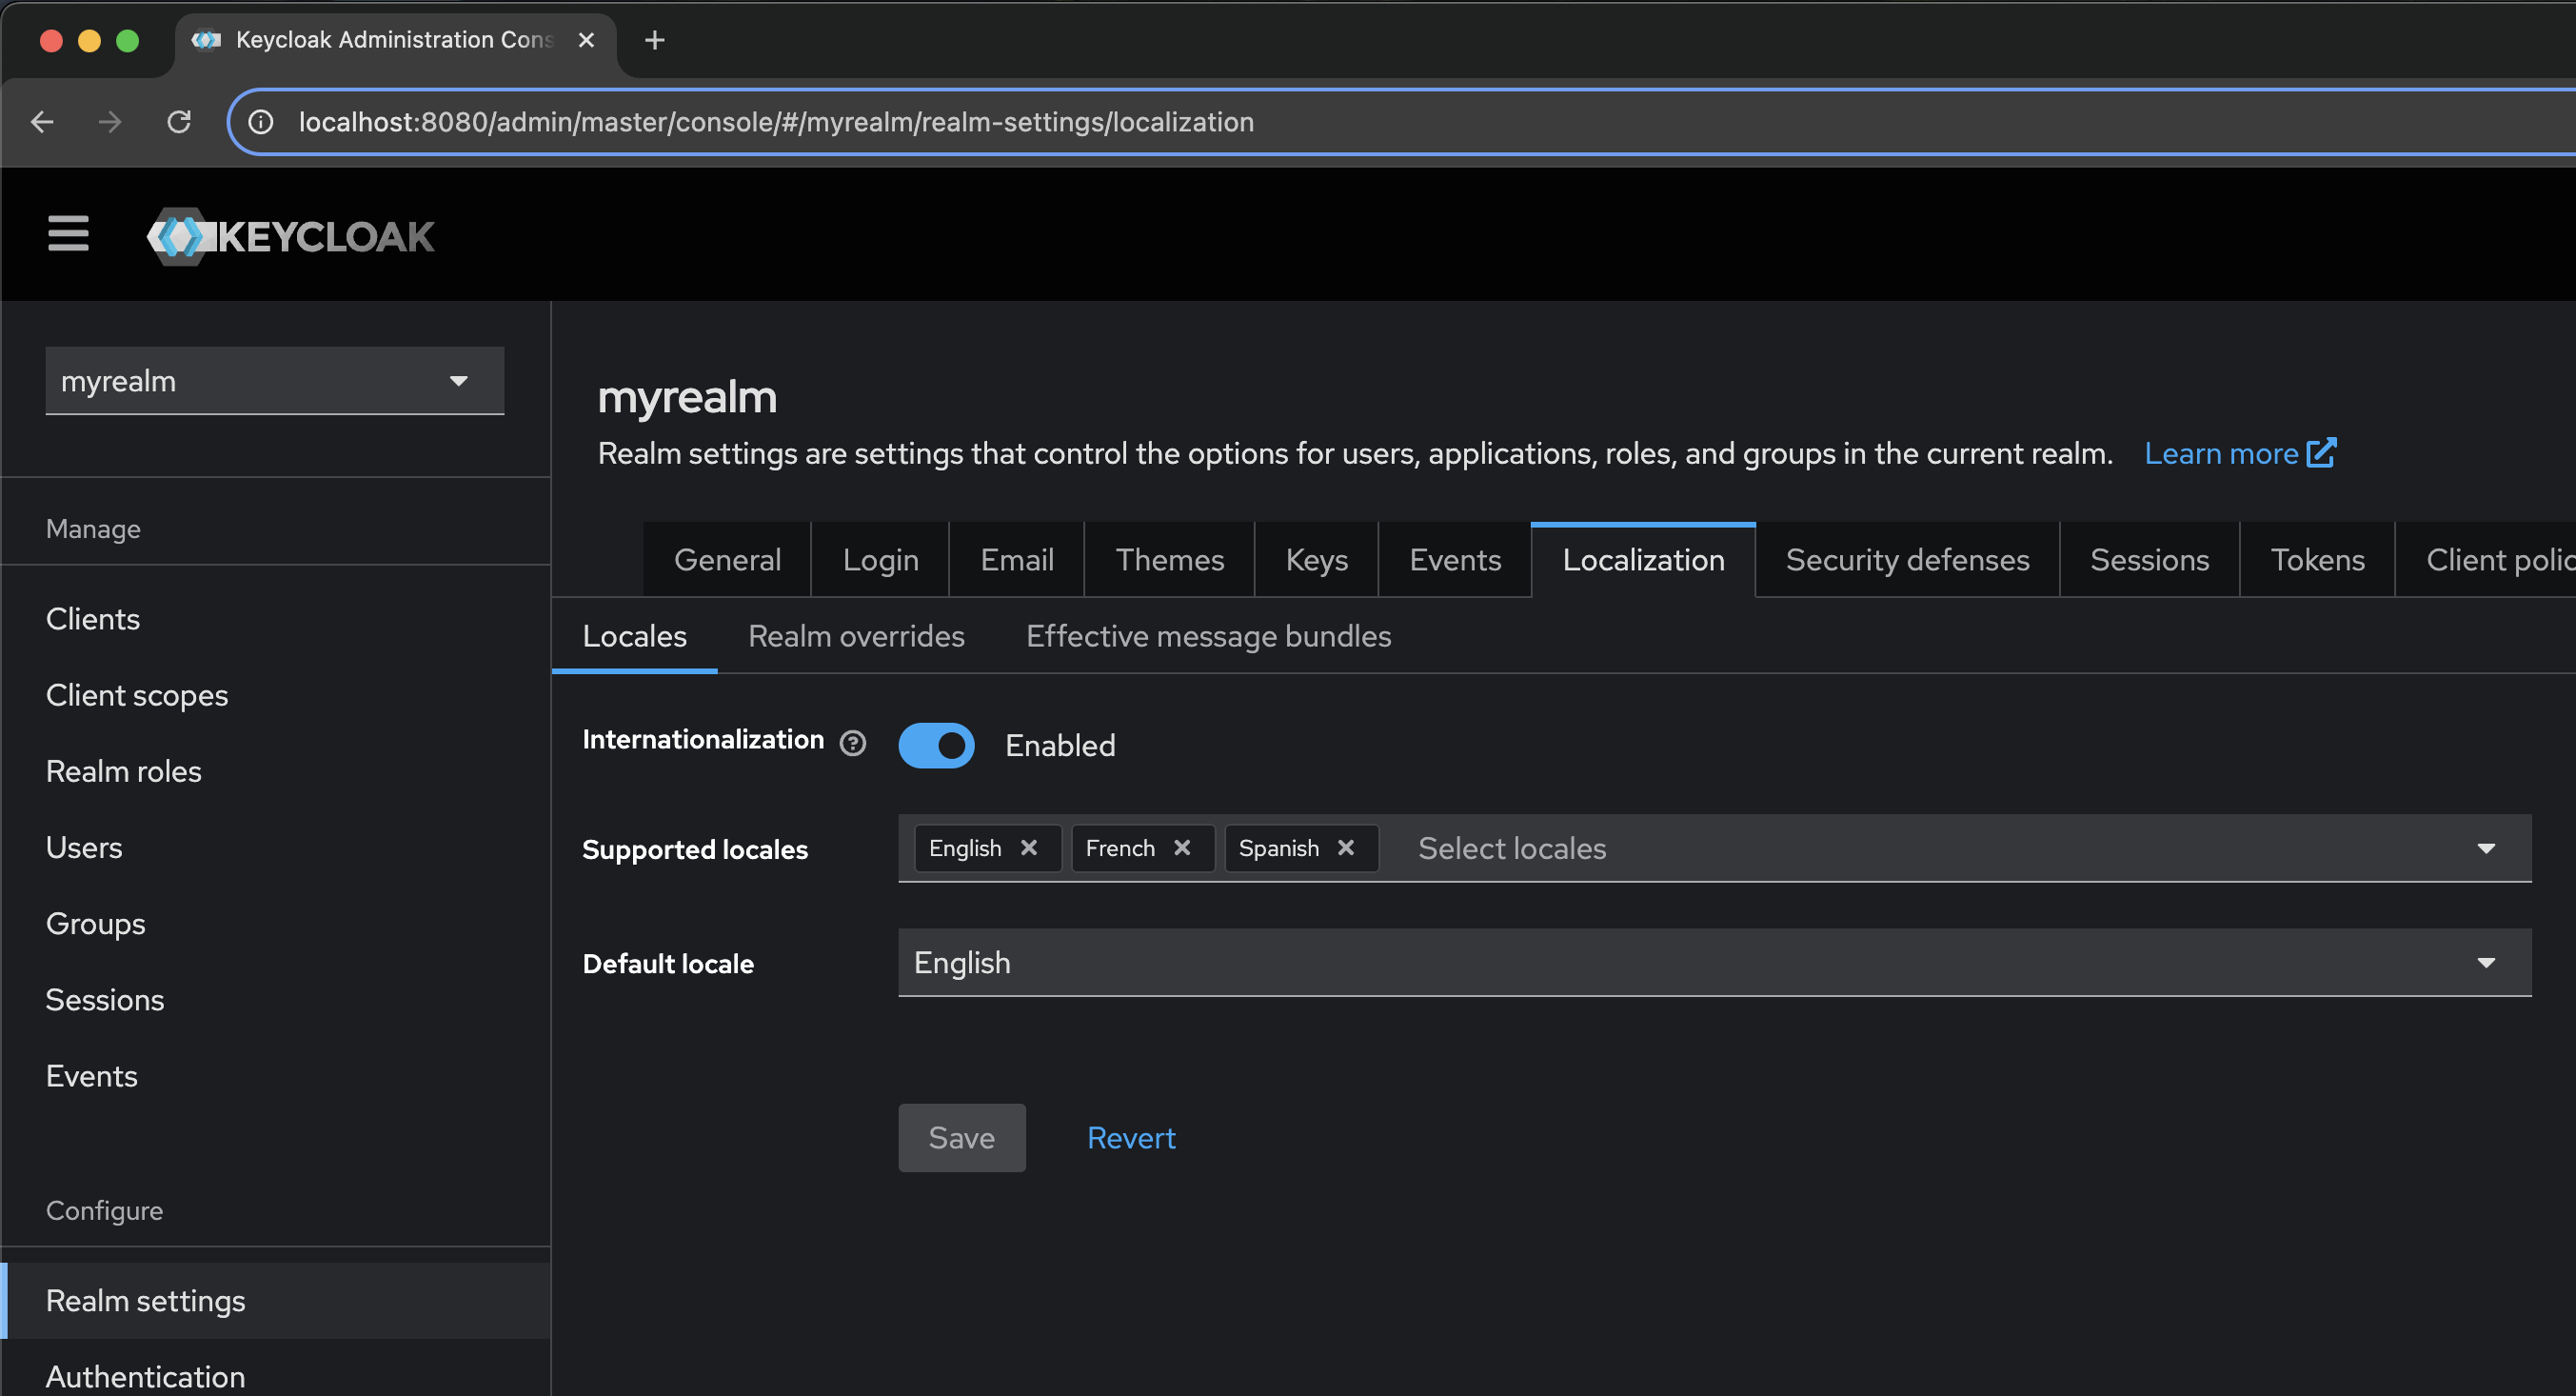 Keycloak Administration Cons
localhost:8080/admin/master/console/#/myrealm/realm-settings/localization
KEYCLOAK
myrealm
Manage
Clients
Client scopes
Realm roles
Users
Groups
Sessions
Events
Configure
Realm settings
Authentication
myrealm
Realm settings are settings that control the options for users, applications, roles, and groups in the current realm. Learn more
General Login Email Themes Keys Events Localization Security defenses Sessions Tokens Client polic
Locales Realm overrides Effective message bundles
Internationalization Enabled
Supported locales English French Spanish Select locales
Default locale English
Save Revert